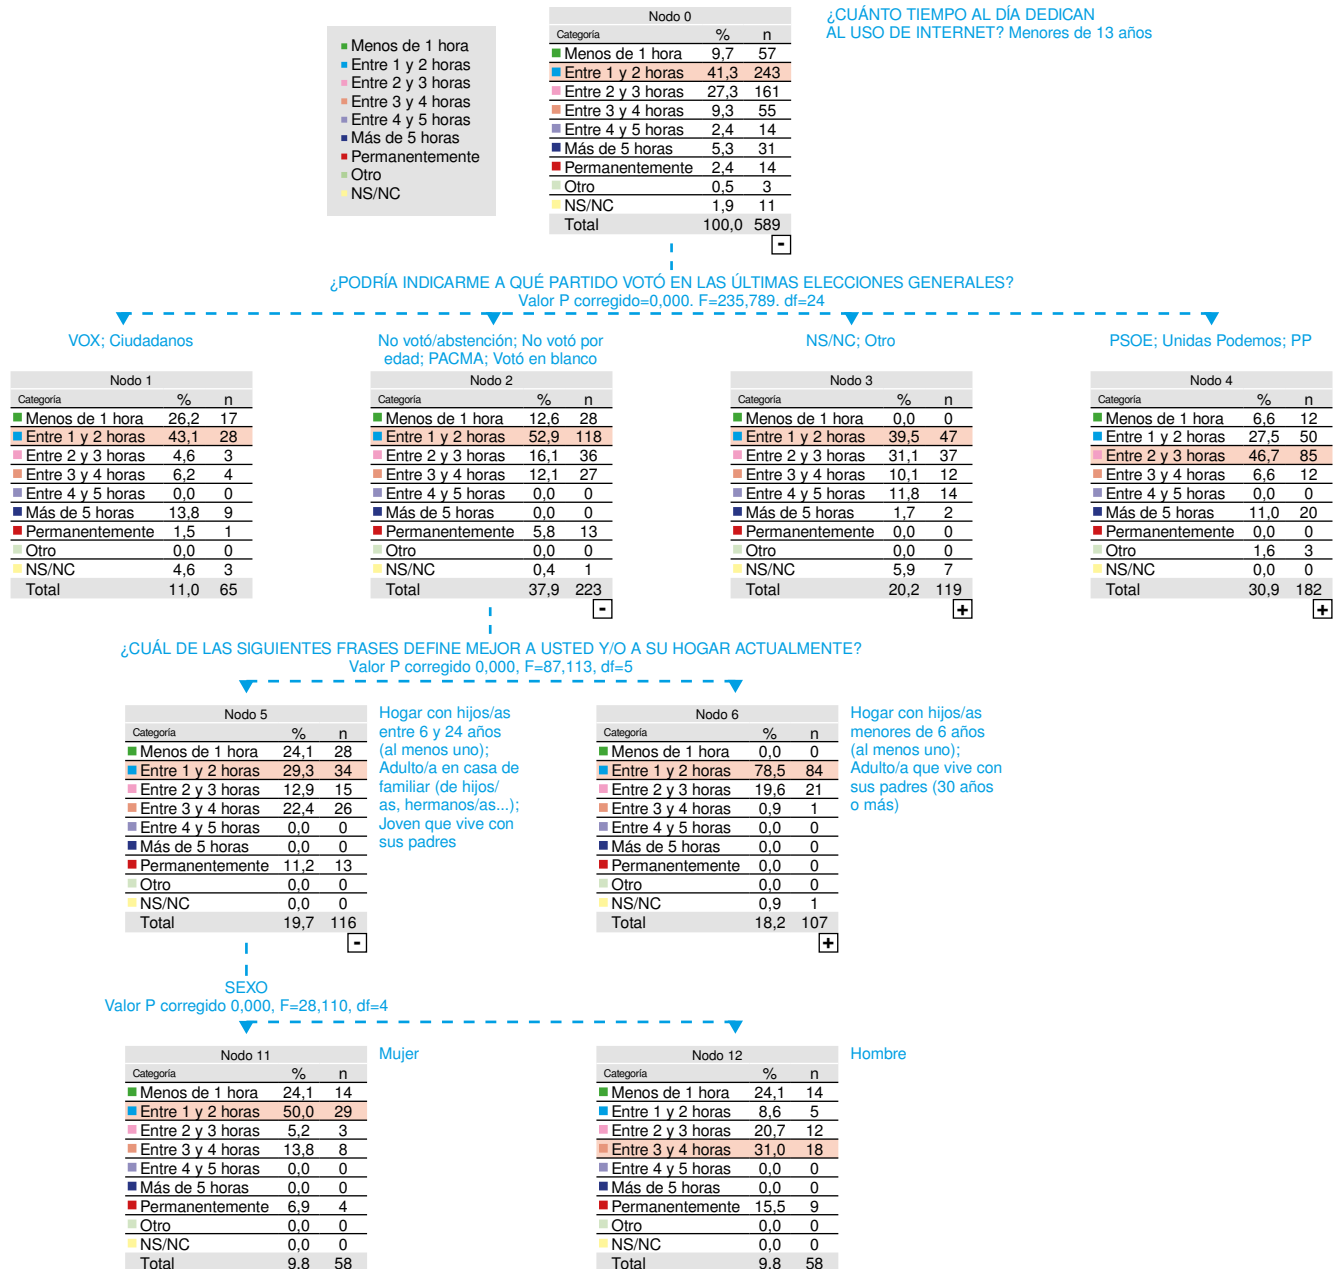 Menos de 1 hora
Entre 1 y 2 horas
Entre 2 y 3 horas
Entre 3 y 4 horas
Entre 4 y 5 horas
Más de 5 horas
Permanentemente
Otro
NS/NC
Nodo 0
Categoría % n
Menos de 1 hora 9,7 57
Entre 1 y 2 horas 41,3 243
Entre 2 y 3 horas 27,3 161
Entre 3 y 4 horas 9,3 55
Entre 4 y 5 horas 2,4 14
Más de 5 horas 5,3 31
Permanentemente 2,4 14
Otro 0,5 3
NS/NC 1,9 11
Total 100,0 589
-
¿CUÁNTO TIEMPO AL DÍA DEDICAN
AL USO DE INTERNET? Menores de 13 años
¿PODRÍA INDICARME A QUÉ PARTIDO VOTÓ EN LAS ÚLTIMAS ELECCIONES GENERALES?
Valor P corregido=0,000. F=235,789. df=24
VOX; Ciudadanos
Nodo 1
Categoría % n
Menos de 1 hora 26,2 17
Entre 1 y 2 horas 43,1 28
Entre 2 y 3 horas 4,6 3
Entre 3 y 4 horas 6,2 4
Entre 4 y 5 horas 0,0 0
Más de 5 horas 13,8 9
Permanentemente 1,5 1
Otro 0,0 0
NS/NC 4,6 3
Total 11,0 65
No votó/abstención; No votó por
edad; PACMA; Votó en blanco
Nodo 2
Categoría % n
Menos de 1 hora 12,6 28
Entre 1 y 2 horas 52,9 118
Entre 2 y 3 horas 16,1 36
Entre 3 y 4 horas 12,1 27
Entre 4 y 5 horas 0,0 0
Más de 5 horas 0,0 0
Permanentemente 5,8 13
Otro 0,0 0
NS/NC 0,4 1
Total 37,9 223
-
NS/NC; Otro
Nodo 3
Categoría % n
Menos de 1 hora 0,0 0
Entre 1 y 2 horas 39,5 47
Entre 2 y 3 horas 31,1 37
Entre 3 y 4 horas 10,1 12
Entre 4 y 5 horas 11,8 14
Más de 5 horas 1,7 2
Permanentemente 0,0 0
Otro 0,0 0
NS/NC 5,9 7
Total 20,2 119
+
PSOE; Unidas Podemos; PP
Nodo 4
Categoría % n
Menos de 1 hora 6,6 12
Entre 1 y 2 horas 27,5 50
Entre 2 y 3 horas 46,7 85
Entre 3 y 4 horas 6,6 12
Entre 4 y 5 horas 0,0 0
Más de 5 horas 11,0 20
Permanentemente 0,0 0
Otro 1,6 3
NS/NC 0,0 0
Total 30,9 182
+
¿CUÁL DE LAS SIGUIENTES FRASES DEFINE MEJOR A USTED Y/O A SU HOGAR ACTUALMENTE?
Valor P corregido 0,000, F=87,113, df=5
Nodo 5
Categoría % n
Menos de 1 hora 24,1 28
Entre 1 y 2 horas 29,3 34
Entre 2 y 3 horas 12,9 15
Entre 3 y 4 horas 22,4 26
Entre 4 y 5 horas 0,0 0
Más de 5 horas 0,0 0
Permanentemente 11,2 13
Otro 0,0 0
NS/NC 0,0 0
Total 19,7 116
-
Hogar con hijos/as
entre 6 y 24 años
(al menos uno);
Adulto/a en casa de
familiar (de hijos/
as, hermanos/as...);
Joven que vive con
sus padres
Nodo 6
Categoría % n
Menos de 1 hora 0,0 0
Entre 1 y 2 horas 78,5 84
Entre 2 y 3 horas 19,6 21
Entre 3 y 4 horas 0,9 1
Entre 4 y 5 horas 0,0 0
Más de 5 horas 0,0 0
Permanentemente 0,0 0
Otro 0,0 0
NS/NC 0,9 1
Total 18,2 107
+
Hogar con hijos/as
menores de 6 años
(al menos uno);
Adulto/a que vive con
sus padres (30 años
o más)
SEXO
Valor P corregido 0,000, F=28,110, df=4
Nodo 11
Categoría % n
Menos de 1 hora 24,1 14
Entre 1 y 2 horas 50,0 29
Entre 2 y 3 horas 5,2 3
Entre 3 y 4 horas 13,8 8
Entre 4 y 5 horas 0,0 0
Más de 5 horas 0,0 0
Permanentemente 6,9 4
Otro 0,0 0
NS/NC 0,0 0
Total 9,8 58
Mujer
Nodo 12
Categoría % n
Menos de 1 hora 24,1 14
Entre 1 y 2 horas 8,6 5
Entre 2 y 3 horas 20,7 12
Entre 3 y 4 horas 31,0 18
Entre 4 y 5 horas 0,0 0
Más de 5 horas 0,0 0
Permanentemente 15,5 9
Otro 0,0 0
NS/NC 0,0 0
Total 9,8 58
Hombre